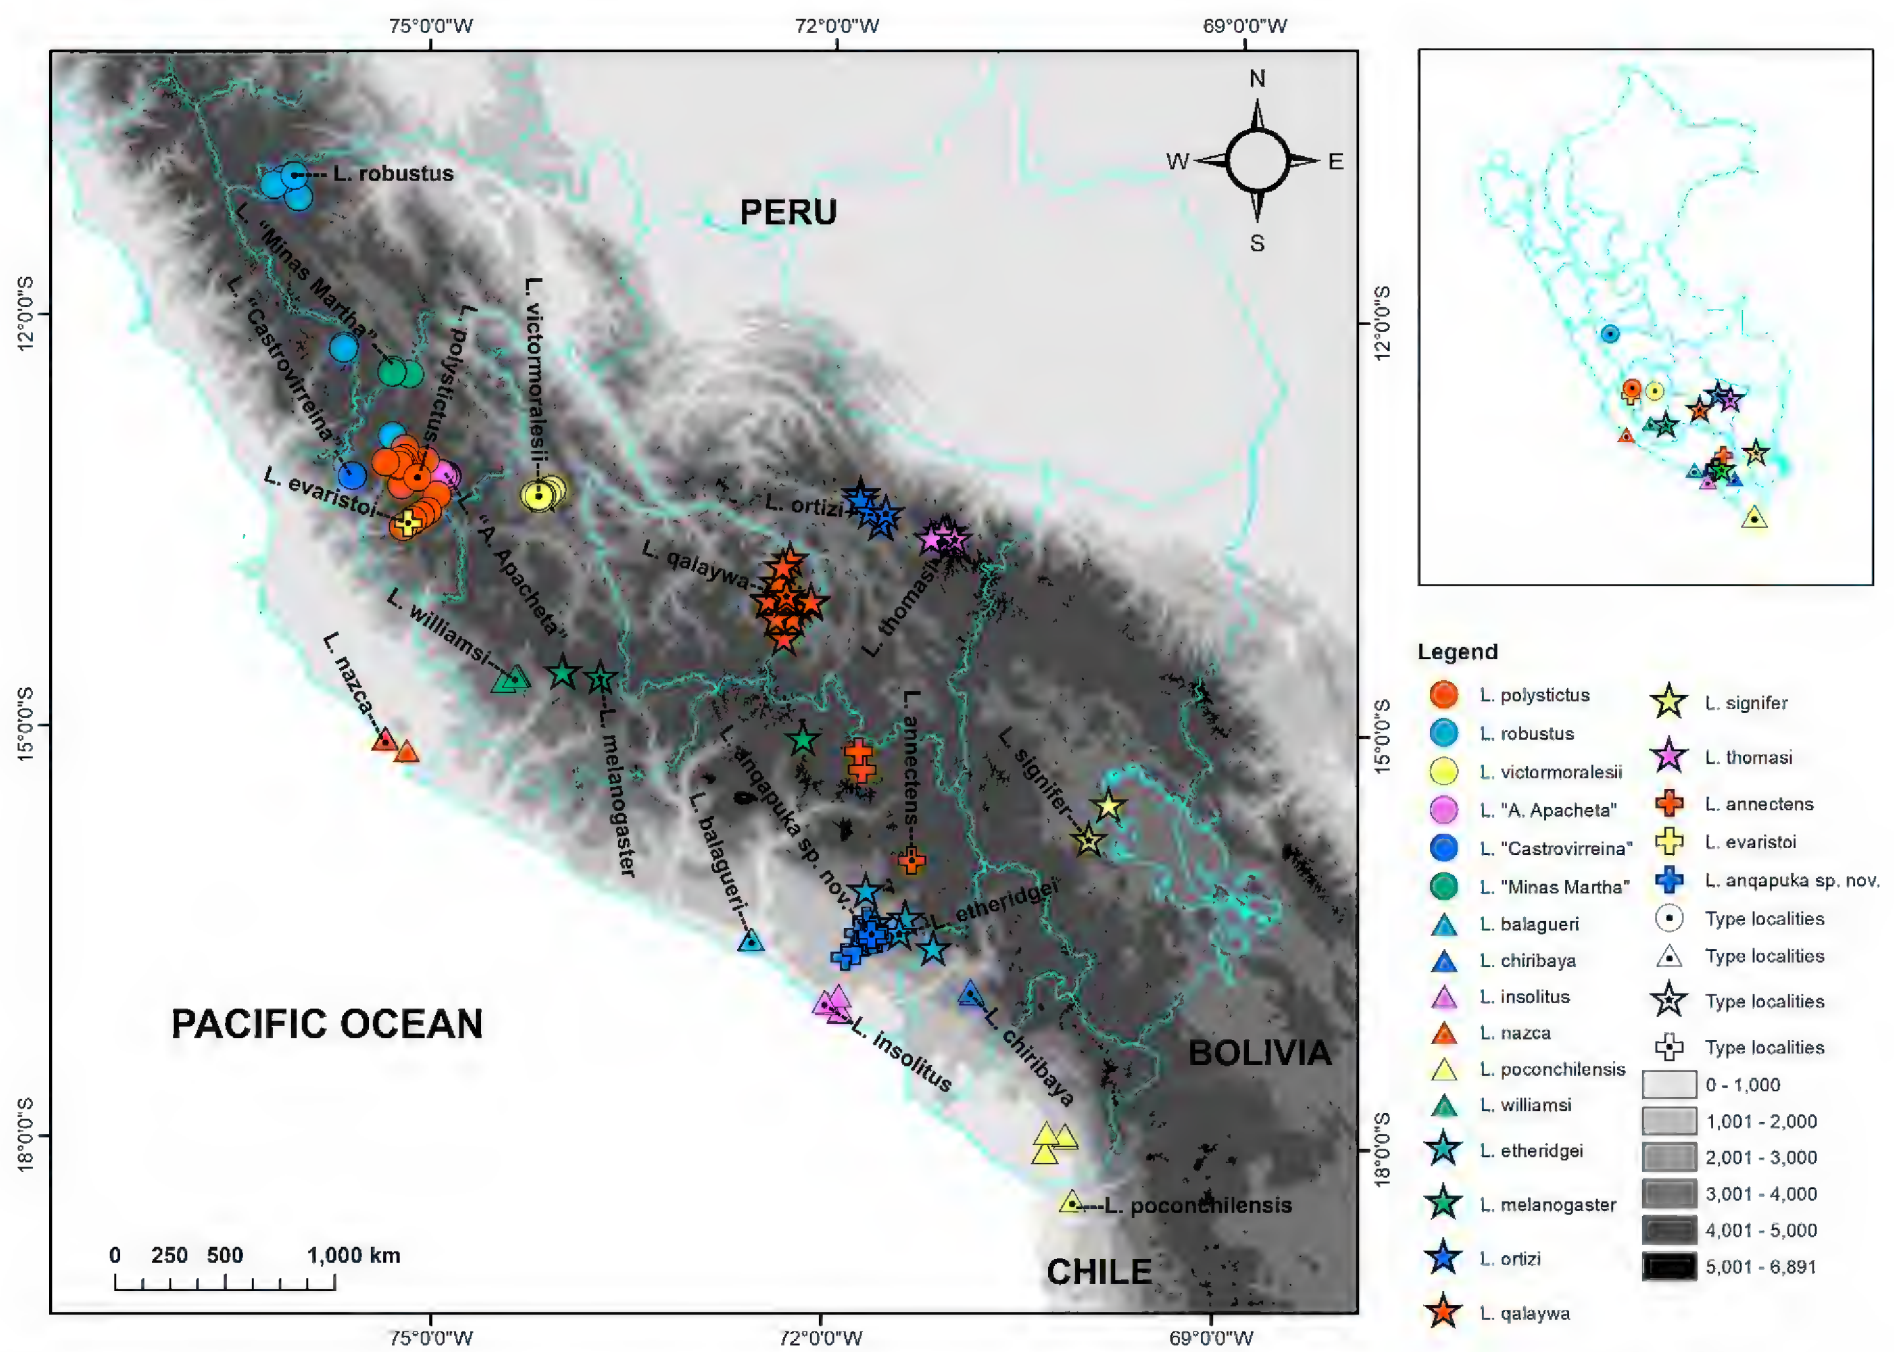 75°0'0"W
72°0'0"W
69°0'0"W
N
W
E
S
L. robustus
PERU
L. "Minas Martha"
L. "Castrovirreina"
L. polystictus
L. victormoralesii
12°0'0"S
12°0'0"S
L. evaristoi
L. ortizi
L. "A. Apacheta"
L. qalaywa
L. thomasi
L. williamsi
L. nazca
L. melanogaster
L. anqapuka sp. nov.
L. annectens
L. signifer
15°0'0"S
15°0'0"S
L. balagueri
L. etheridgei
L. insolitus
L. chiribaya
PACIFIC OCEAN
BOLIVIA
18°0'0"S
18°0'0"S
L. poconchilensis
CHILE
0 250 500 1,000 km
75°0'0"W
72°0'0"W
69°0'0"W
Legend
L. polystictus
L. robustus
L. victormoralesii
L. "A. Apacheta"
L. "Castrovirreina"
L. "Minas Martha"
L. balagueri
L. chiribaya
L. insolitus
L. nazca
L. poconchilensis
L. williamsi
L. etheridgei
L. melanogaster
L. ortizi
L. qalaywa
L. signifer
L. thomasi
L. annectens
L. evaristoi
L. anqapuka sp. nov.
Type localities
Type localities
Type localities
Type localities
0 - 1,000
1,001 - 2,000
2,001 - 3,000
3,001 - 4,000
4,001 - 5,000
5,001 - 6,891